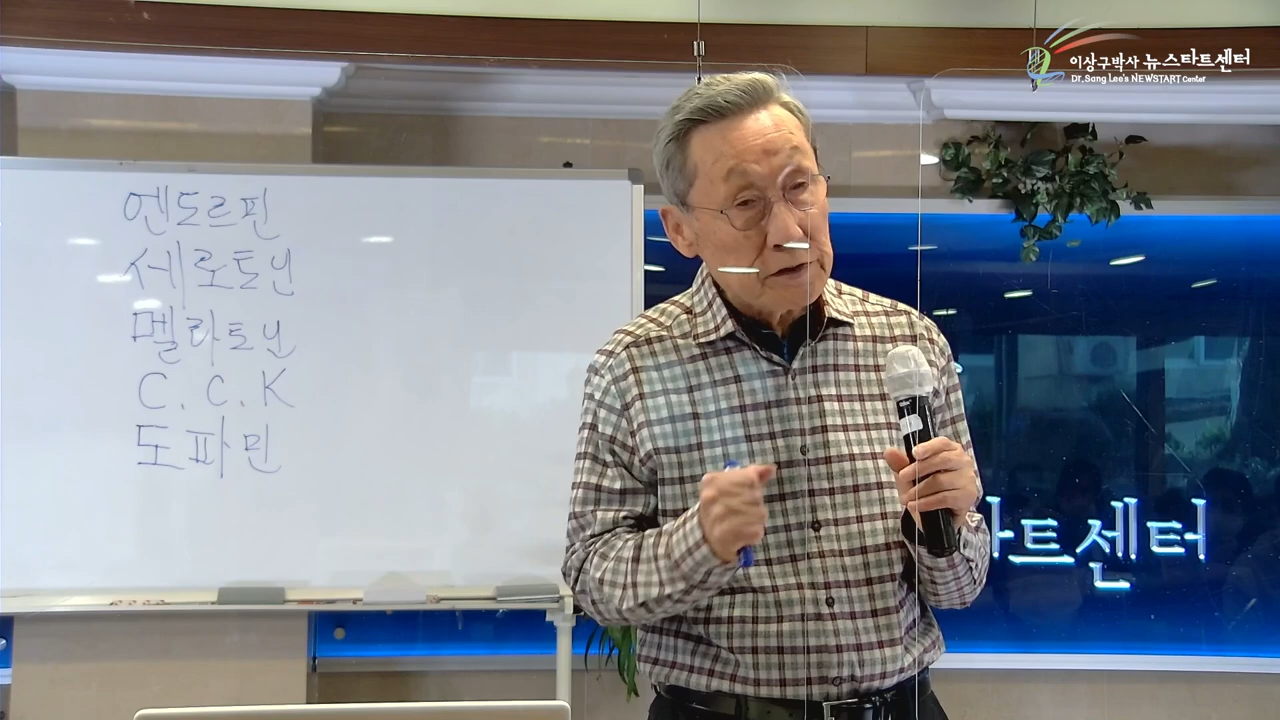 이상구박사 뉴스타트센터
Dr. Sang Lee's NEWSTART Center
엔도르핀
세로토닌
멜라토닌
C.C.K
도파민
타트센터